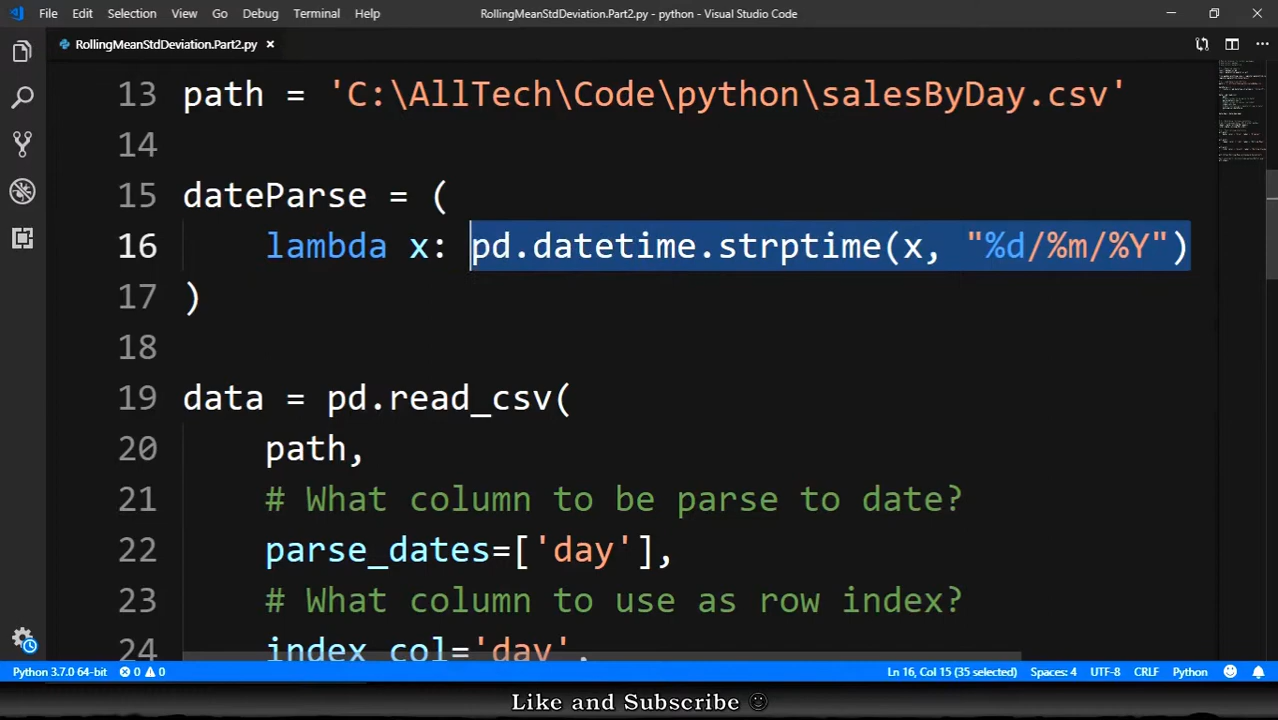 File Edit Selection View Go Debug Terminal Help RollingMeanStdDeviation.Part2.py - python - Visual Studio Code
RollingMeanStdDeviation.Part2.py ×
13 path = 'C:\AllTech\Code\python\salesByDay.csv'
14
15 dateParse = (
16 lambda x: pd.datetime.strptime(x, "%d/%m/%Y")
17 )
18
19 data = pd.read_csv(
20 path,
21 # What column to be parse to date?
22 parse_dates=['day'],
23 # What column to use as row index?
24 index_col='day',
Python 3.7.0 64-bit 0 0 Ln 16, Col 15 (35 selected) Spaces: 4 UTF-8 CRLF Python
Like and Subscribe ☺